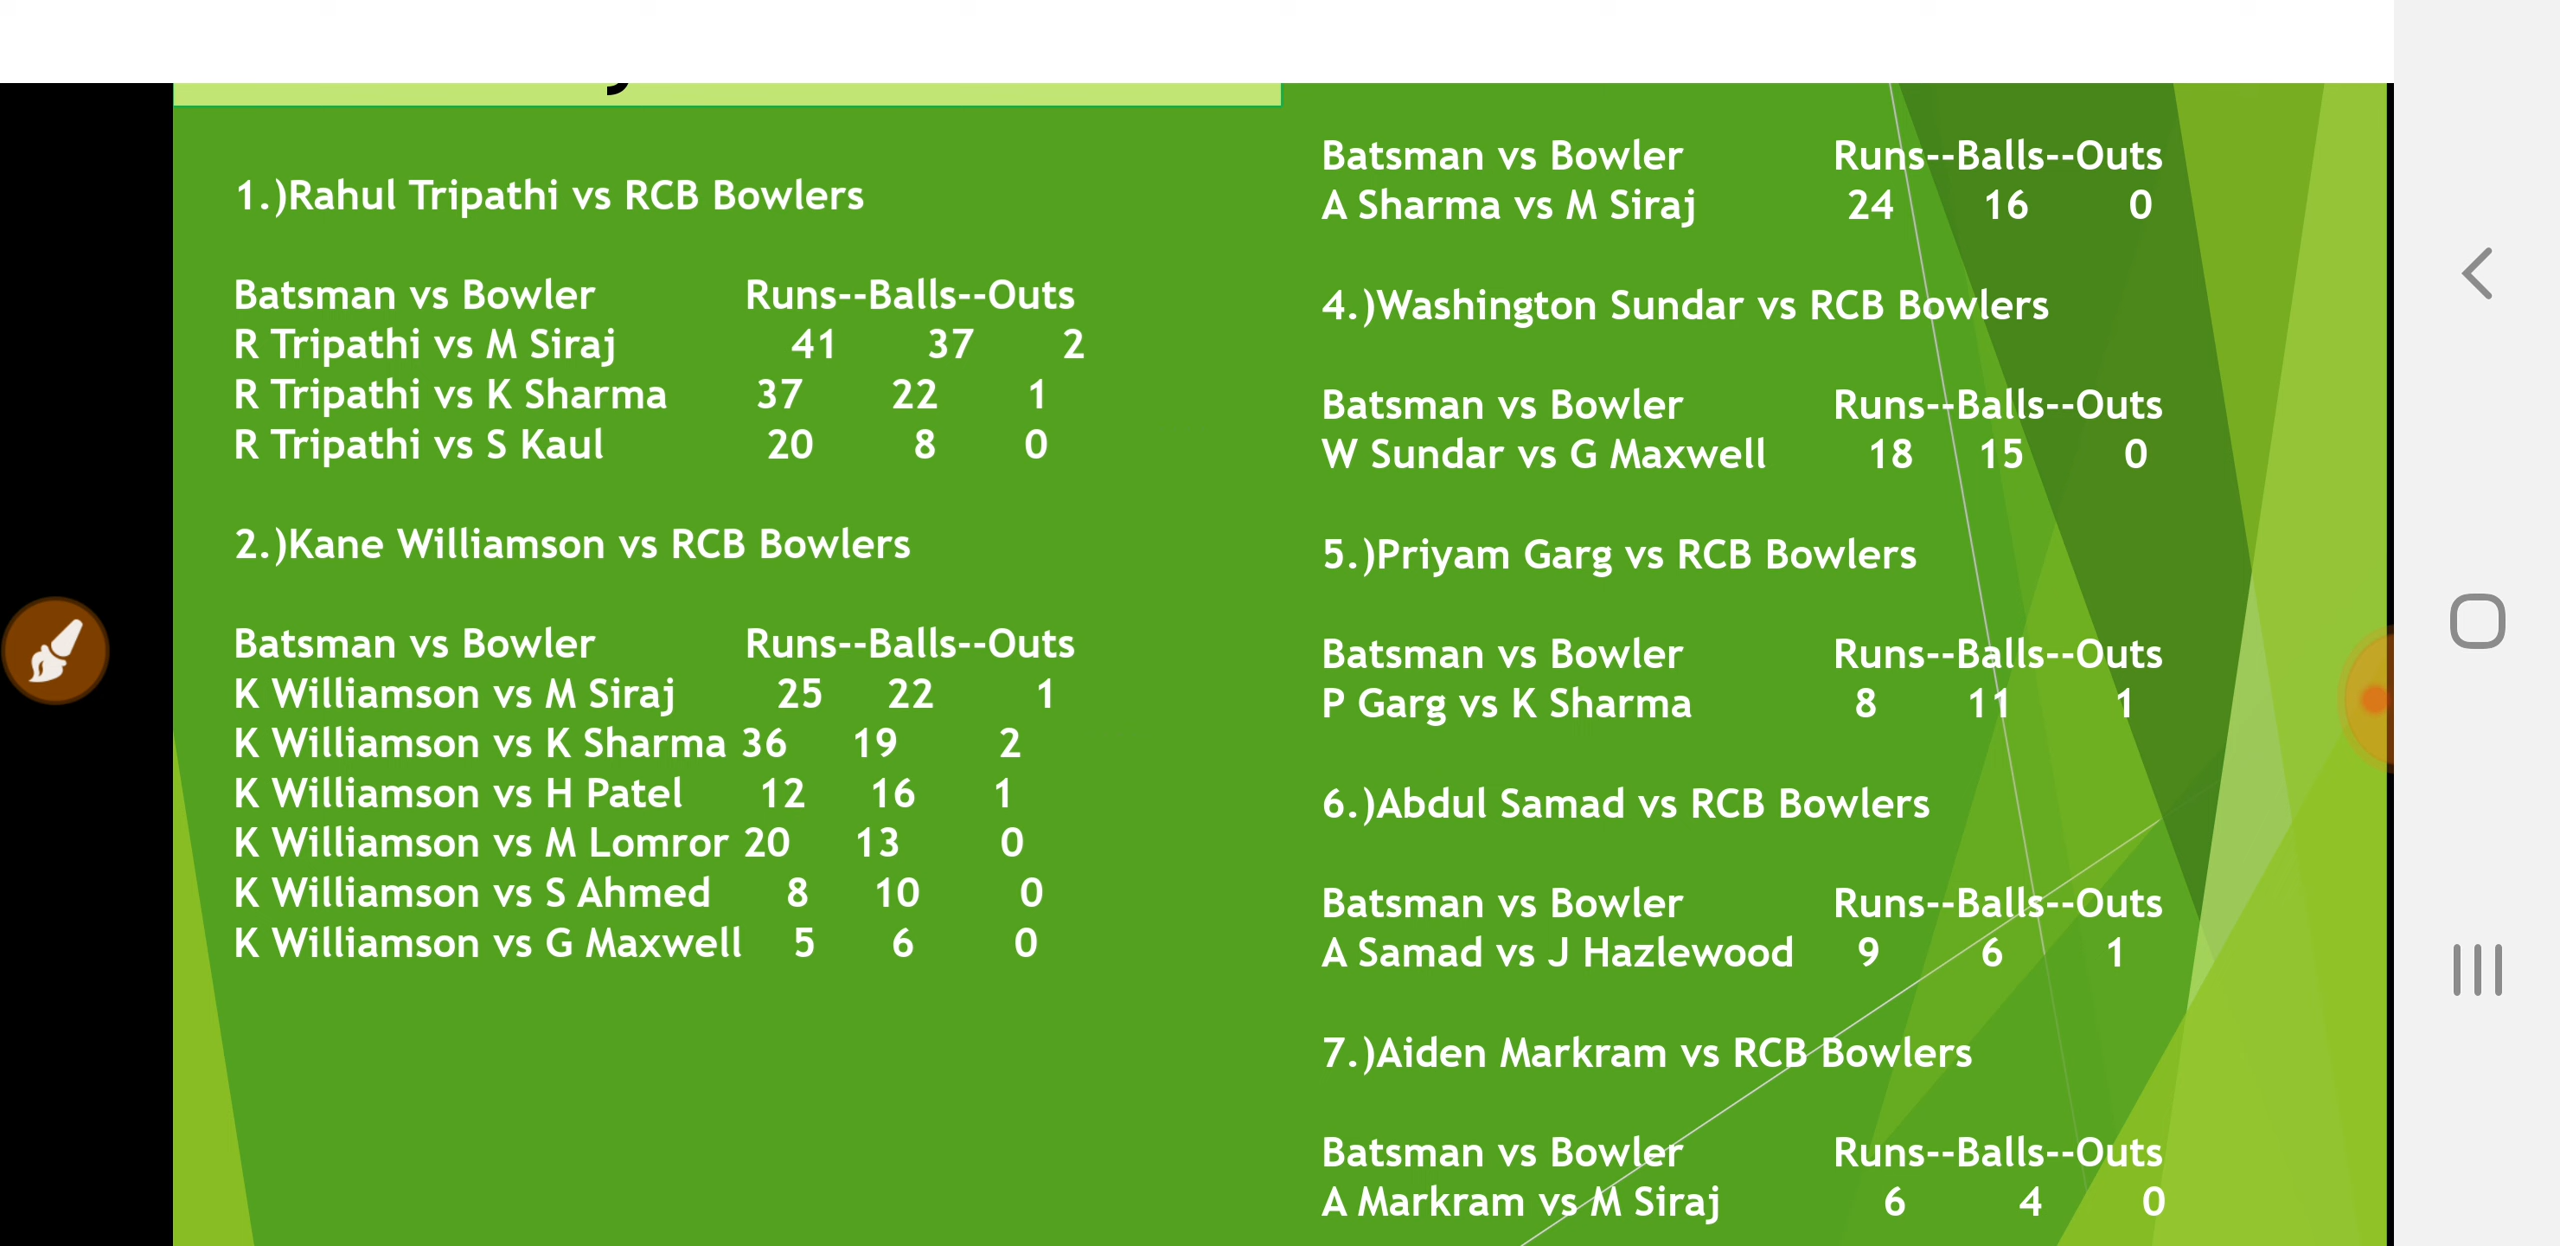 1.)Rahul Tripathi vs RCB Bowlers
Batsman vs Bowler Runs--Balls--Outs
R Tripathi vs M Siraj 41 37 2
R Tripathi vs K Sharma 37 22 1
R Tripathi vs S Kaul 20 8 0
2.)Kane Williamson vs RCB Bowlers
Batsman vs Bowler Runs--Balls--Outs
K Williamson vs M Siraj 25 22 1
K Williamson vs K Sharma 36 19 2
K Williamson vs H Patel 12 16 1
K Williamson vs M Lomror 20 13 0
K Williamson vs S Ahmed 8 10 0
K Williamson vs G Maxwell 5 6 0
Batsman vs Bowler Runs--Balls--Outs
A Sharma vs M Siraj 24 16 0
4.)Washington Sundar vs RCB Bowlers
Batsman vs Bowler Runs--Balls--Outs
W Sundar vs G Maxwell 18 15 0
5.)Priyam Garg vs RCB Bowlers
Batsman vs Bowler Runs--Balls--Outs
P Garg vs K Sharma 8 11 1
6.)Abdul Samad vs RCB Bowlers
Batsman vs Bowler Runs--Balls--Outs
A Samad vs J Hazlewood 9 6 1
7.)Aiden Markram vs RCB Bowlers
Batsman vs Bowler Runs--Balls--Outs
A Markram vs M Siraj 6 4 0